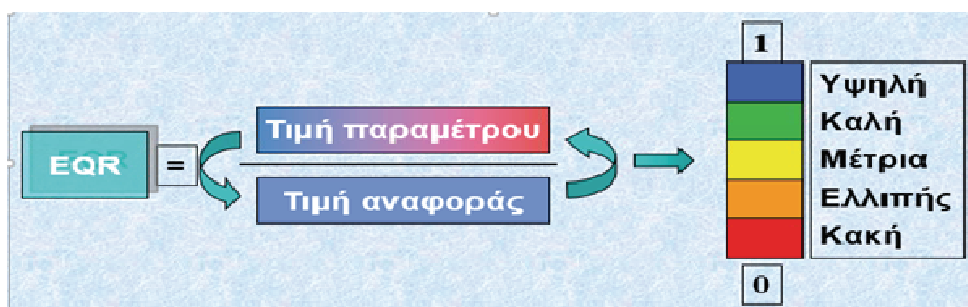 EQR
=
Τιμή παραμέτρου
Τιμή αναφοράς
1
Υψηλή
Καλή
Μέτρια
Ελλιπής
Κακή
0